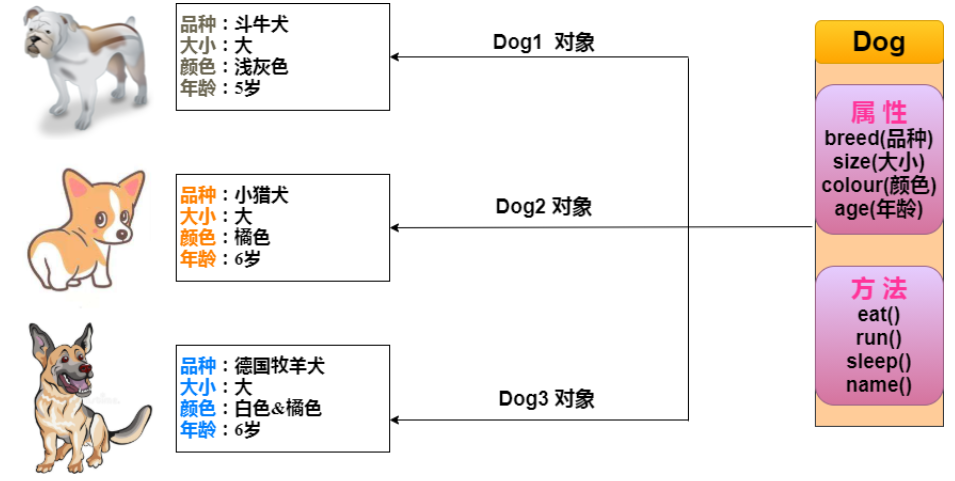 品种：斗牛犬
大小：大
颜色：浅灰色
年龄：5岁
Dog1 对象
Dog
属 性
breed(品种)
size(大小)
colour(颜色)
age(年龄)
品种：小猎犬
大小：大
颜色：橘色
年龄：6岁
Dog2 对象
方 法
eat()
run()
sleep()
name()
品种：德国牧羊犬
大小：大
颜色：白色&橘色
年龄：6岁
Dog3 对象